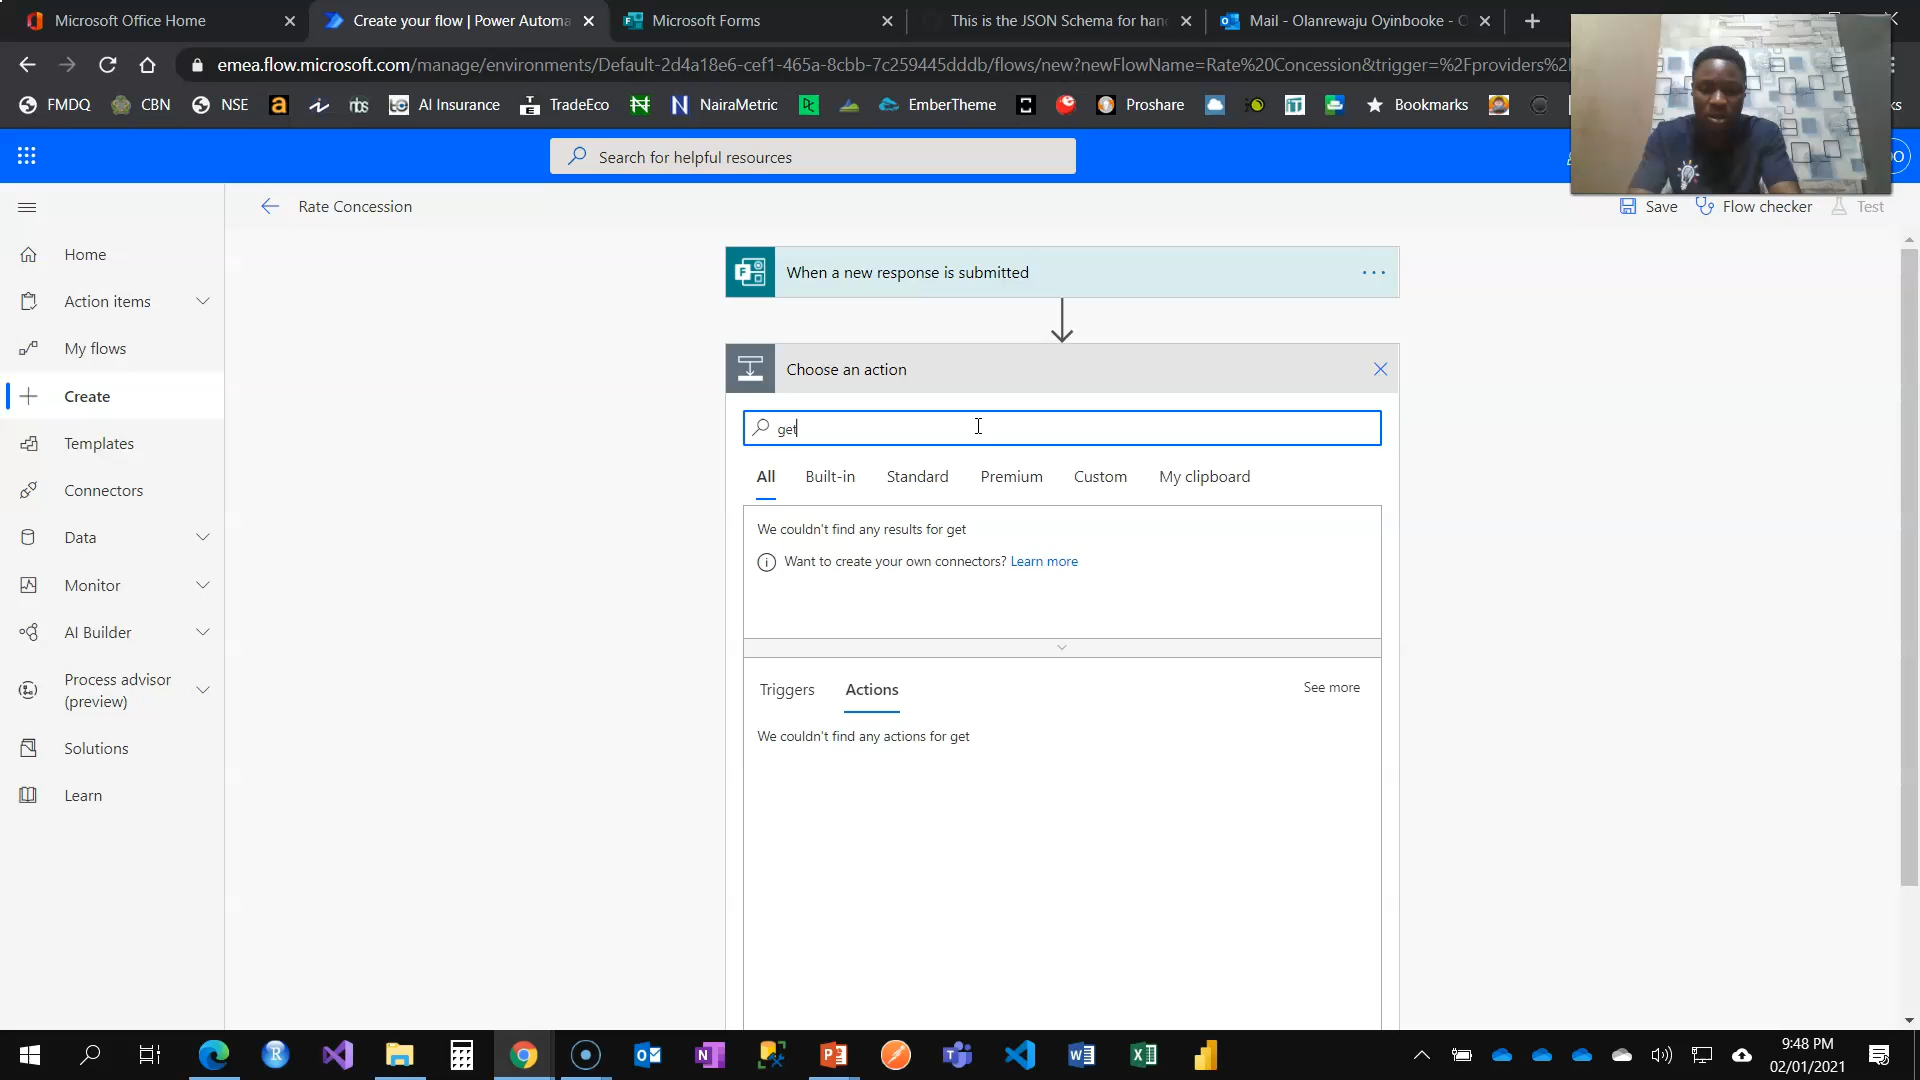 Microsoft Office Home
Create your flow | Power Automa
Microsoft Forms
This is the JSON Schema for han
Mail - Olanrewaju Oyinbooke - O
emea.flow.microsoft.com/manage/environments/Default-2d4a18e6-cef1-465a-8cbb-7c259445dddb/flows/new?newFlowName=Rate%20Concession&trigger=%2Fproviders%2
FMDQ
CBN
NSE
rbs
AI Insurance
TradeEco
NairaMetric
EmberTheme
Proshare
Bookmarks
Search for helpful resources
Rate Concession
Save
Flow checker
Test
Home
Action items
My flows
Create
Templates
Connectors
Data
Monitor
AI Builder
Process advisor
(preview)
Solutions
Learn
When a new response is submitted
Choose an action
get
All
Built-in
Standard
Premium
Custom
My clipboard
We couldn't find any results for get
Want to create your own connectors? Learn more
Triggers
Actions
See more
We couldn't find any actions for get
9:48 PM
02/01/2021